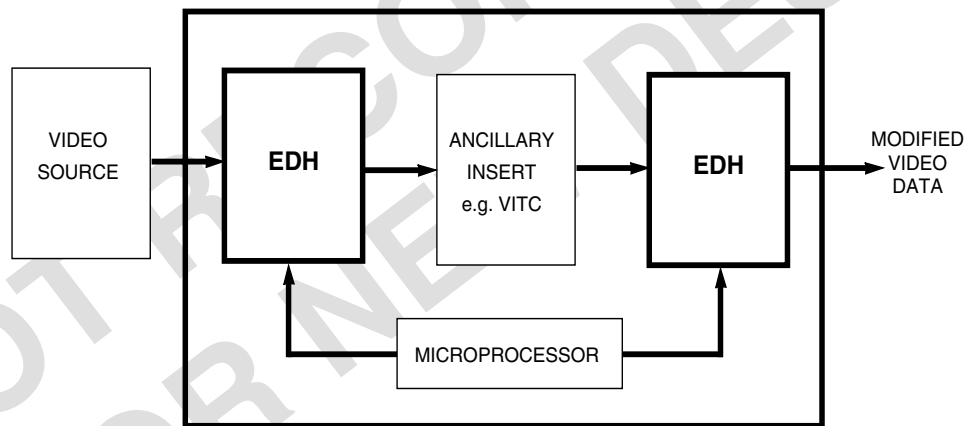 VIDEO
SOURCE
EDH
ANCILLARY
INSERT
e.g. VITC
EDH
MODIFIED
VIDEO
DATA
MICROPROCESSOR